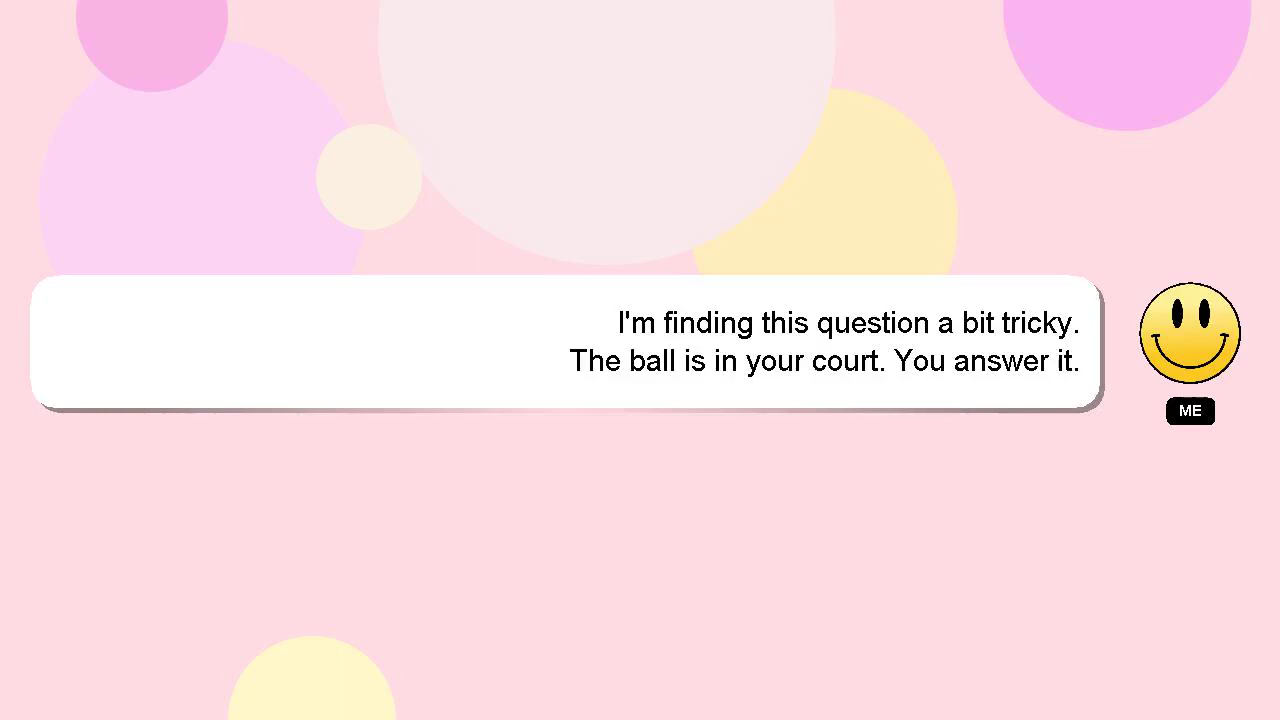 I'm finding this question a bit tricky.
The ball is in your court. You answer it.
ME